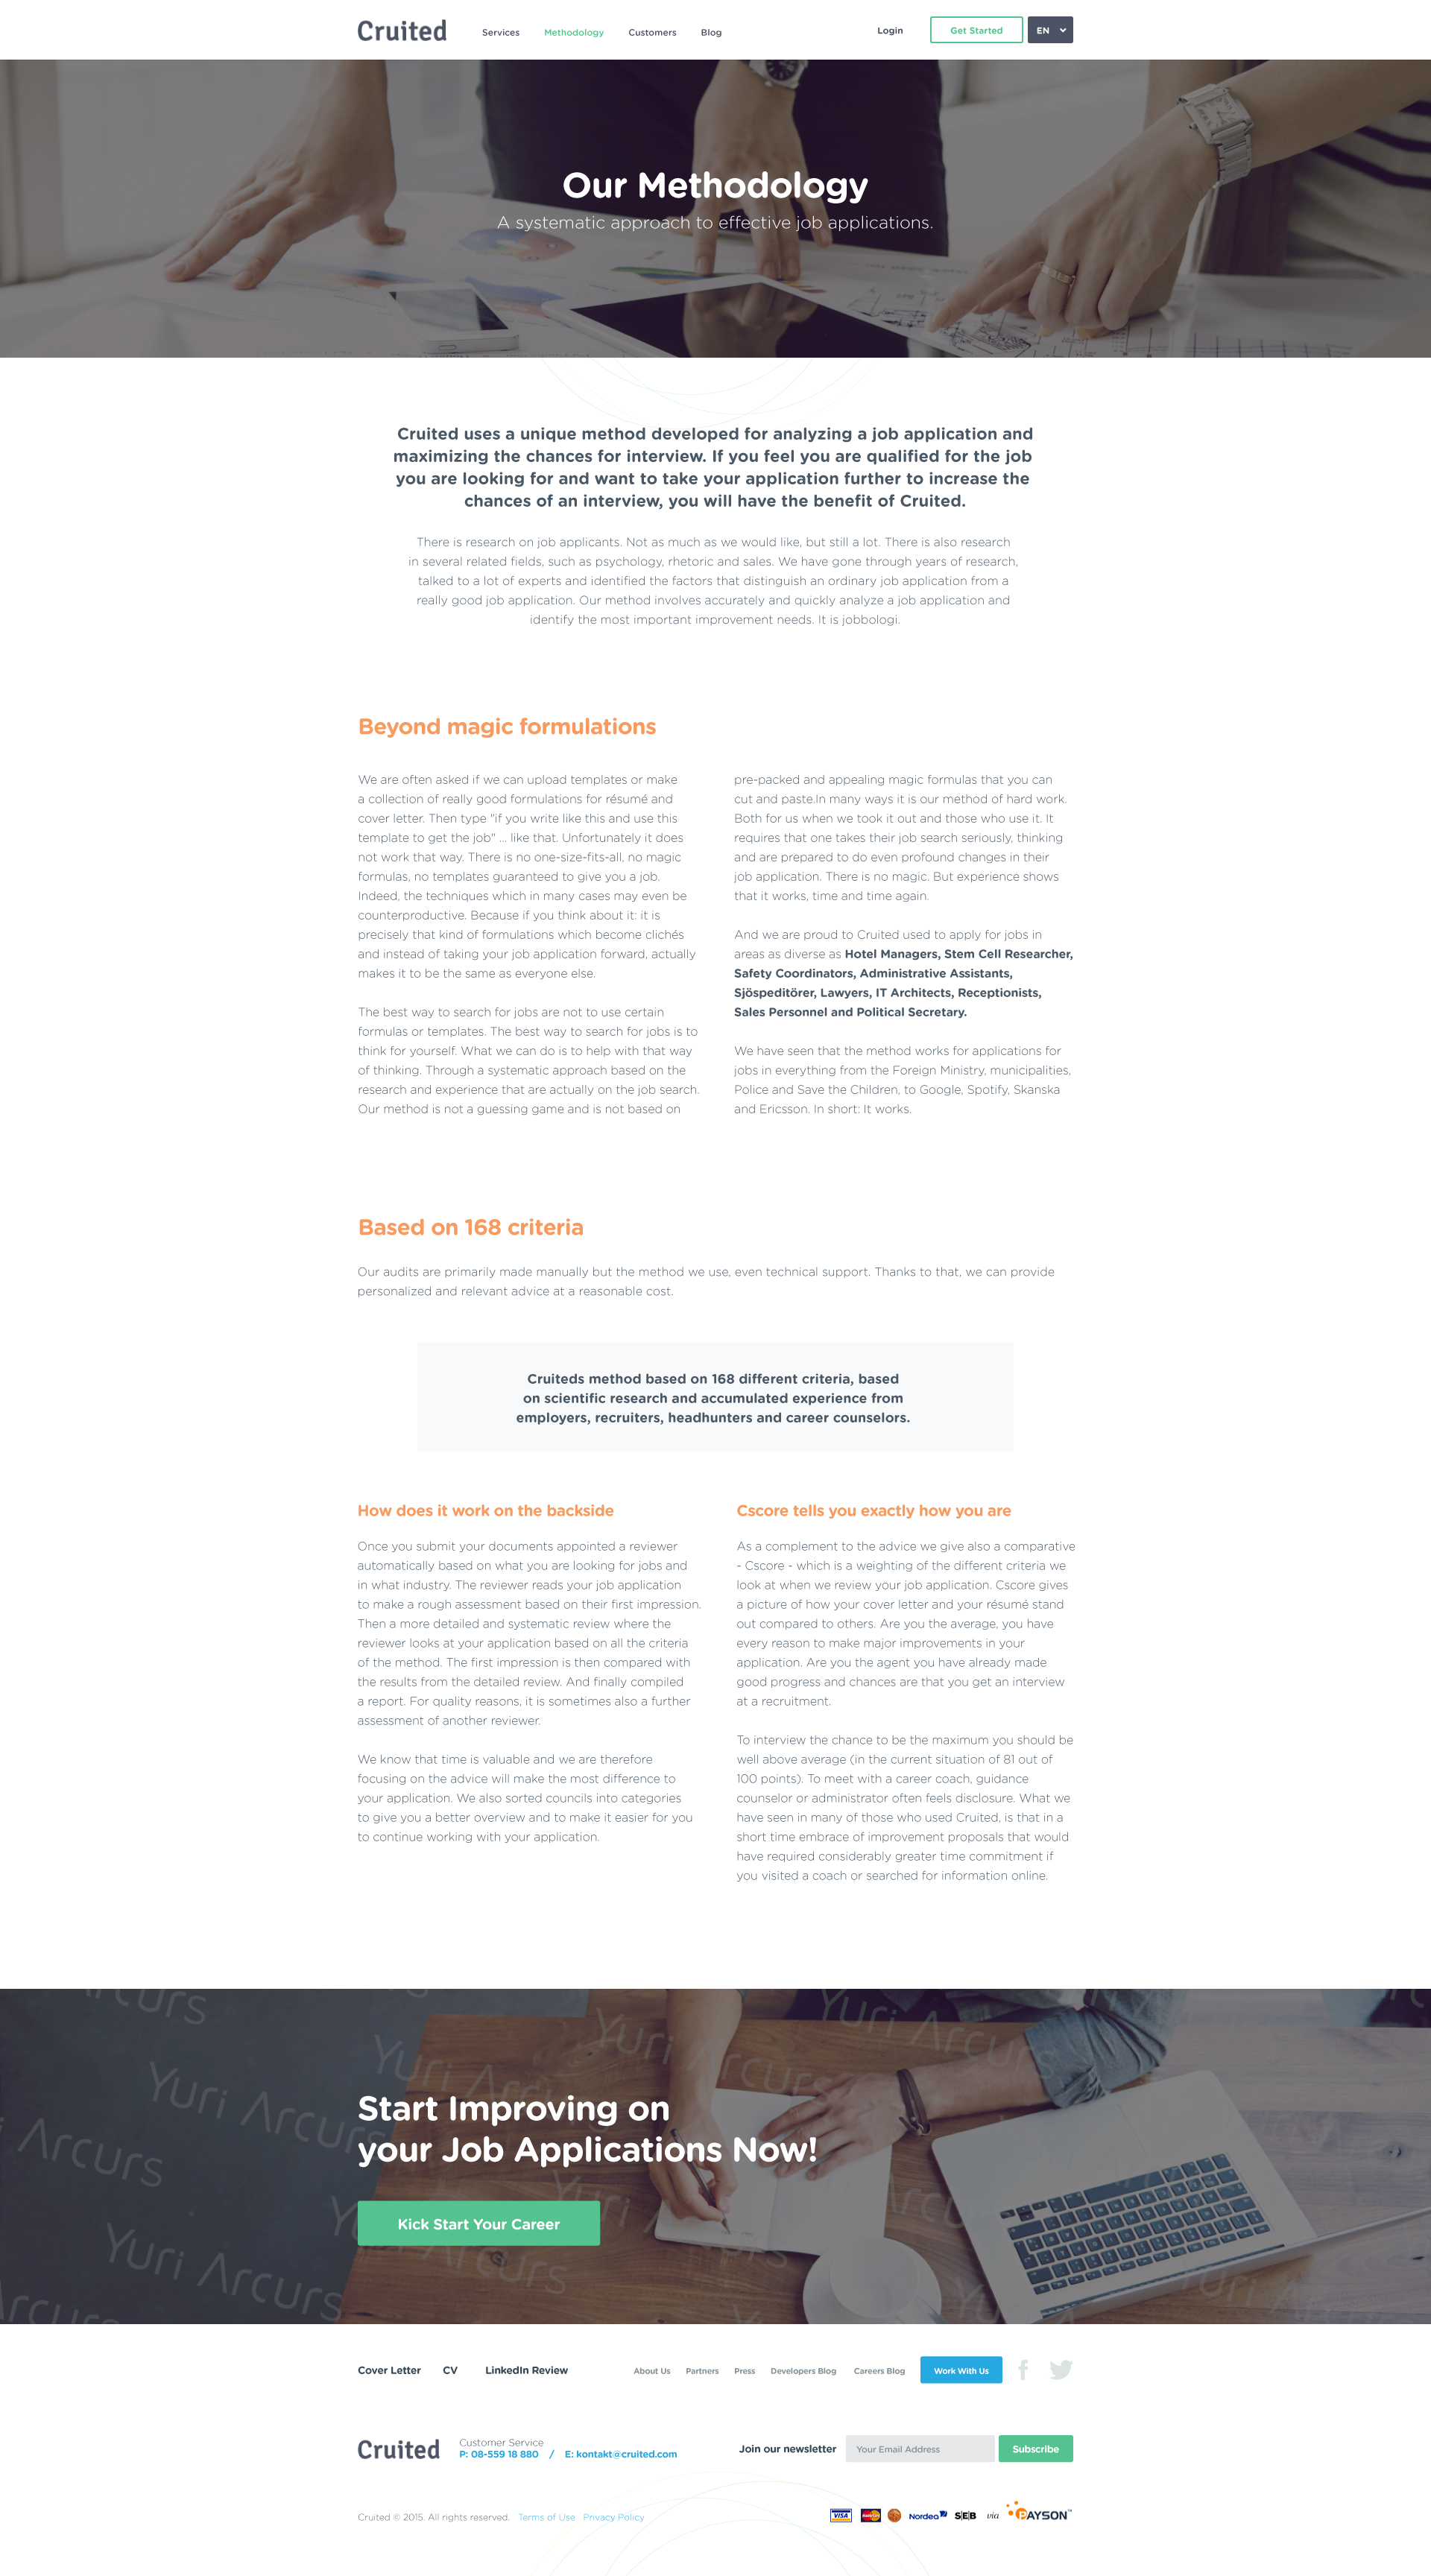 Cruited
Services Methodology Customers Blog
Login Get Started EN
Our Methodology
A systematic approach to effective job applications.
Cruited uses a unique method developed for analyzing a job application and
maximizing the chances for interview. If you feel you are qualified for the job
you are looking for and want to take your application further to increase the
chances of an interview, you will have the benefit of Cruited.
There is research on job applicants. Not as much as we would like, but still a lot. There is also research
in several related fields, such as psychology, rhetoric and sales. We have gone through years of research,
talked to a lot of experts and identified the factors that distinguish an ordinary job application from a
really good job application. Our method involves accurately and quickly analyze a job application and
identify the most important improvement needs. It is jobbologi.
Beyond magic formulations
We are often asked if we can upload templates or make
a collection of really good formulations for résumé and
cover letter. Then type "if you write like this and use this
template to get the job" ... like that. Unfortunately it does
not work that way. There is no one-size-fits-all, no magic
formulas, no templates guaranteed to give you a job.
Indeed, the techniques which in many cases may even be
counterproductive. Because if you think about it: it is
precisely that kind of formulations which become clichés
and instead of taking your job application forward, actually
makes it to be the same as everyone else.
The best way to search for jobs are not to use certain
formulas or templates. The best way to search for jobs is to
think for yourself. What we can do is to help with that way
of thinking. Through a systematic approach based on the
research and experience that are actually on the job search.
Our method is not a guessing game and is not based on
pre-packed and appealing magic formulas that you can
cut and paste.In many ways it is our method of hard work.
Both for us when we took it out and those who use it. It
requires that one takes their job search seriously, thinking
and are prepared to do even profound changes in their
job application. There is no magic. But experience shows
that it works, time and time again.
And we are proud to Cruited used to apply for jobs in
areas as diverse as Hotel Managers, Stem Cell Researcher,
Safety Coordinators, Administrative Assistants,
Sjöspeditörer, Lawyers, IT Architects, Receptionists,
Sales Personnel and Political Secretary.
We have seen that the method works for applications for
jobs in everything from the Foreign Ministry, municipalities,
Police and Save the Children, to Google, Spotify, Skanska
and Ericsson. In short: It works.
Based on 168 criteria
Our audits are primarily made manually but the method we use, even technical support. Thanks to that, we can provide
personalized and relevant advice at a reasonable cost.
Cruiteds method based on 168 different criteria, based
on scientific research and accumulated experience from
employers, recruiters, headhunters and career counselors.
How does it work on the backside
Once you submit your documents appointed a reviewer
automatically based on what you are looking for jobs and
in what industry. The reviewer reads your job application
to make a rough assessment based on their first impression.
Then a more detailed and systematic review where the
reviewer looks at your application based on all the criteria
of the method. The first impression is then compared with
the results from the detailed review. And finally compiled
a report. For quality reasons, it is sometimes also a further
assessment of another reviewer.
We know that time is valuable and we are therefore
focusing on the advice will make the most difference to
your application. We also sorted councils into categories
to give you a better overview and to make it easier for you
to continue working with your application.
Cscore tells you exactly how you are
As a complement to the advice we give also a comparative
- Cscore - which is a weighting of the different criteria we
look at when we review your job application. Cscore gives
a picture of how your cover letter and your résumé stand
out compared to others. Are you the average, you have
every reason to make major improvements in your
application. Are you the agent you have already made
good progress and chances are that you get an interview
at a recruitment.
To interview the chance to be the maximum you should be
well above average (in the current situation of 81 out of
100 points). To meet with a career coach, guidance
counselor or administrator often feels disclosure. What we
have seen in many of those who used Cruited, is that in a
short time embrace of improvement proposals that would
have required considerably greater time commitment if
you visited a coach or searched for information online.
Yuri Arcurs
Yuri Arcurs
Yuri Arcurs
Yuri Arcurs
Start Improving on
your Job Applications Now!
Kick Start Your Career
Cover Letter CV LinkedIn Review
About Us Partners Press Developers Blog Careers Blog Work With Us
Cruited
Customer Service
P: 08-559 18 880 / E: kontakt@cruited.com
Join our newsletter Your Email Address Subscribe
Cruited © 2015. All rights reserved. Terms of Use Privacy Policy
VISA MasterCard Nordea SEB via PAYSON™